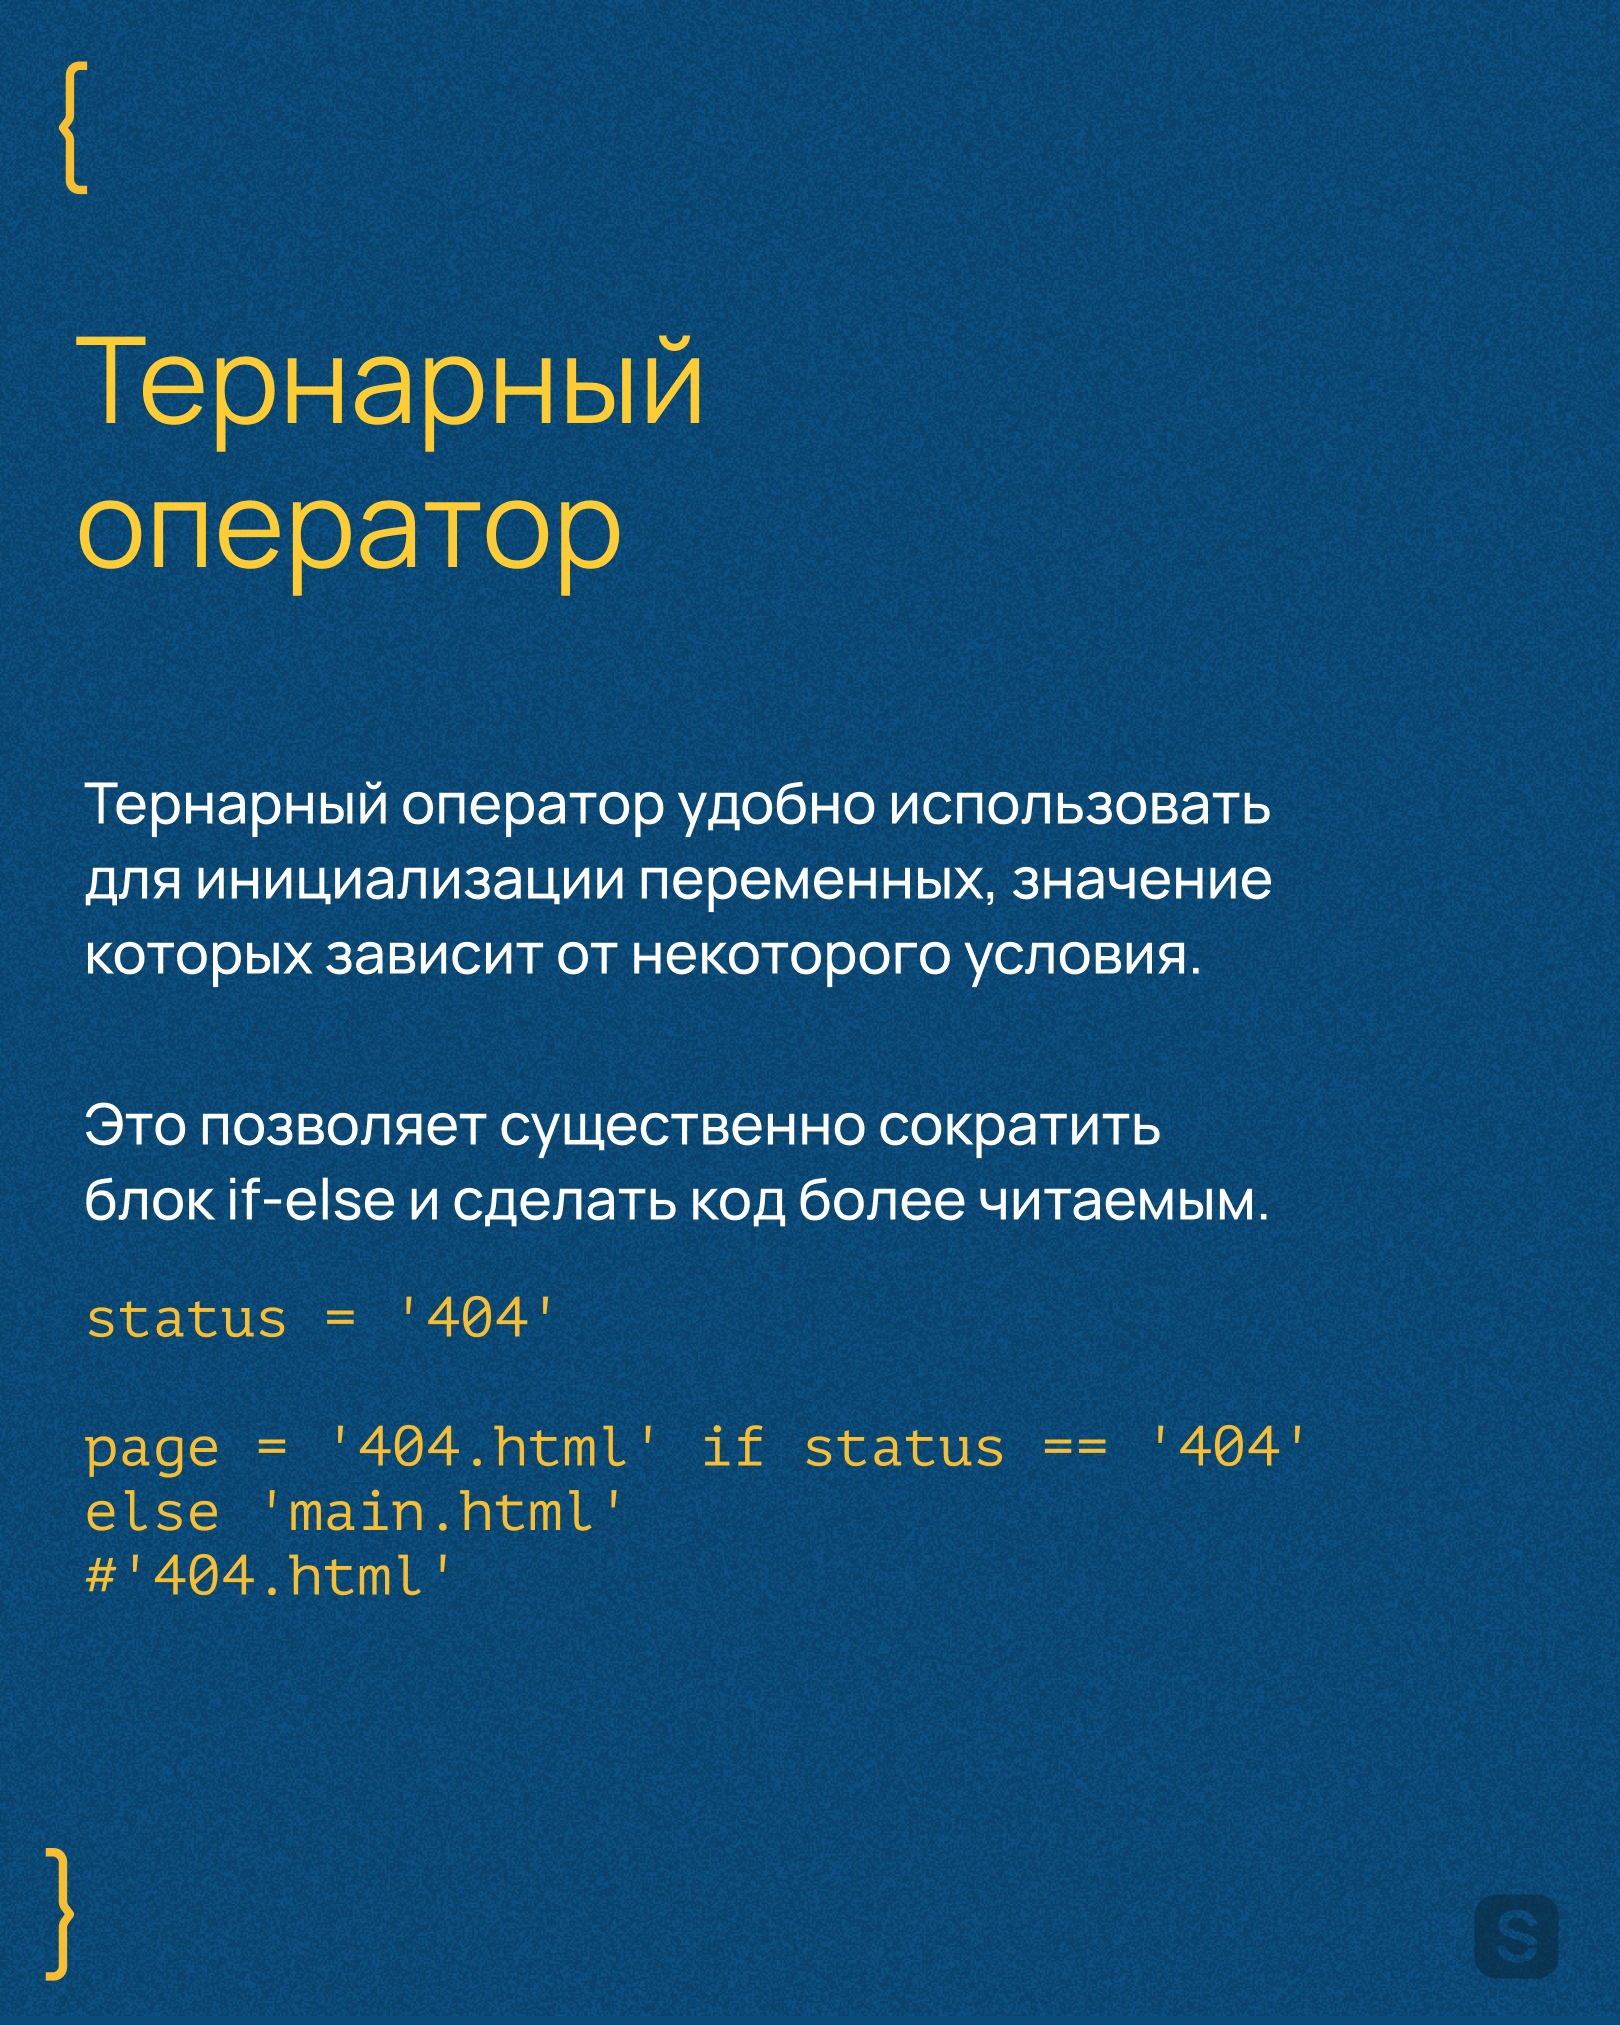 {
Тернарный
оператор
Тернарный оператор удобно использовать
для инициализации переменных, значение
которых зависит от некоторого условия.
Это позволяет существенно сократить
блок if-else и сделать код более читаемым.
status = '404'
page = '404.html' if status == '404'
else 'main.html'
#'404.html'
}
S